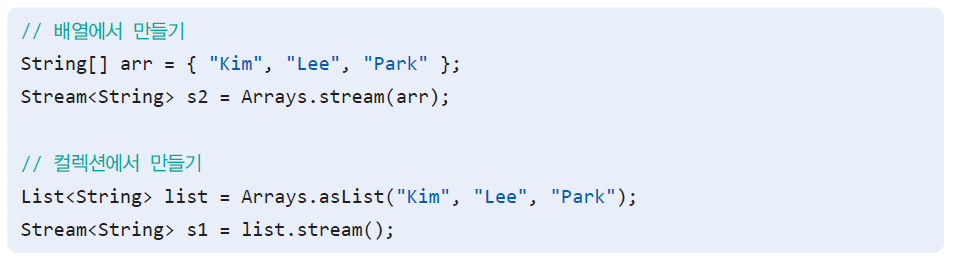 // 배열에서 만들기
String[] arr = { "Kim", "Lee", "Park" };
Stream<String> s2 = Arrays.stream(arr);
// 컬렉션에서 만들기
List<String> list = Arrays.asList("Kim", "Lee", "Park");
Stream<String> s1 = list.stream();